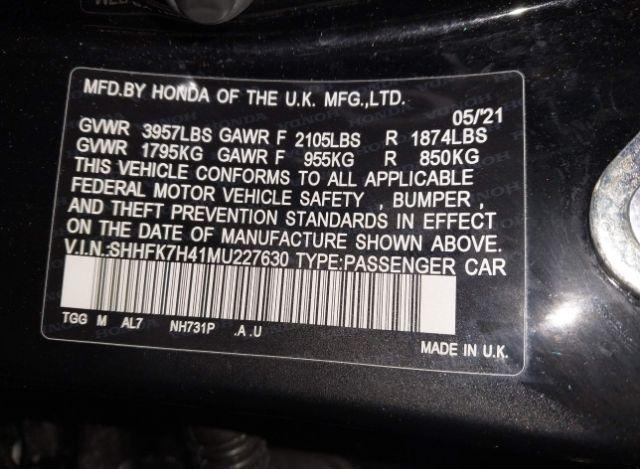 MFD.BY HONDA OF THE U.K. MFG.,LTD.
05/'21
GVWR 3957LBS GAWR F 2105LBS R 1874LBS
GVWR 1795KG GAWR F 955KG R 850KG
THIS VEHICLE CONFORMS TO ALL APPLICABLE
FEDERAL MOTOR VEHICLE SAFETY , BUMPER ,
AND THEFT PREVENTION STANDARDS IN EFFECT
ON THE DATE OF MANUFACTURE SHOWN ABOVE.
V.I.N.:SHHFK7H41MU227630 TYPE:PASSENGER CAR
TGG M AL7 NH731P .A .U
MADE IN U.K.